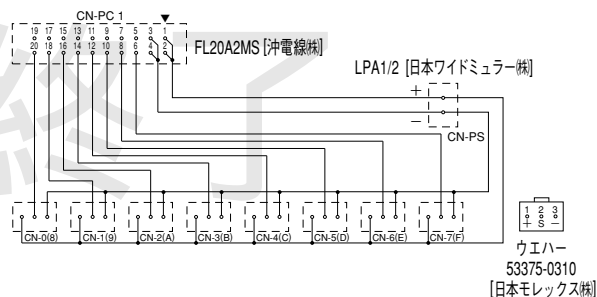 CN-PC 1
19 17 15 13 11 9 7 5 3 1
20 18 16 14 12 10 8 6 4 2
FL20A2MS [沖電線㈱]
LPA1/2 [日本ワイドミュラー㈱]
+
−
CN-PS
CN-0(8) CN-1(9) CN-2(A) CN-3(B) CN-4(C) CN-5(D) CN-6(E) CN-7(F)
1 2 3
+ S −
ウエハー
53375-0310
[日本モレックス㈱]
終了